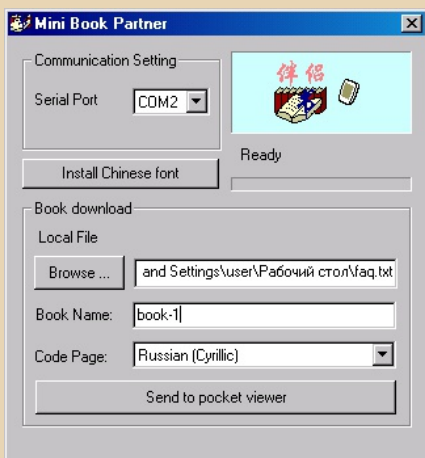 Mini Book Partner
Communication Setting
Serial Port
COM2
伴侣
Install Chinese font
Ready
Book download
Local File
Browse ...
and Settings\user\Рабочий стол\faq.txt
Book Name:
book-1
Code Page:
Russian (Cyrillic)
Send to pocket viewer